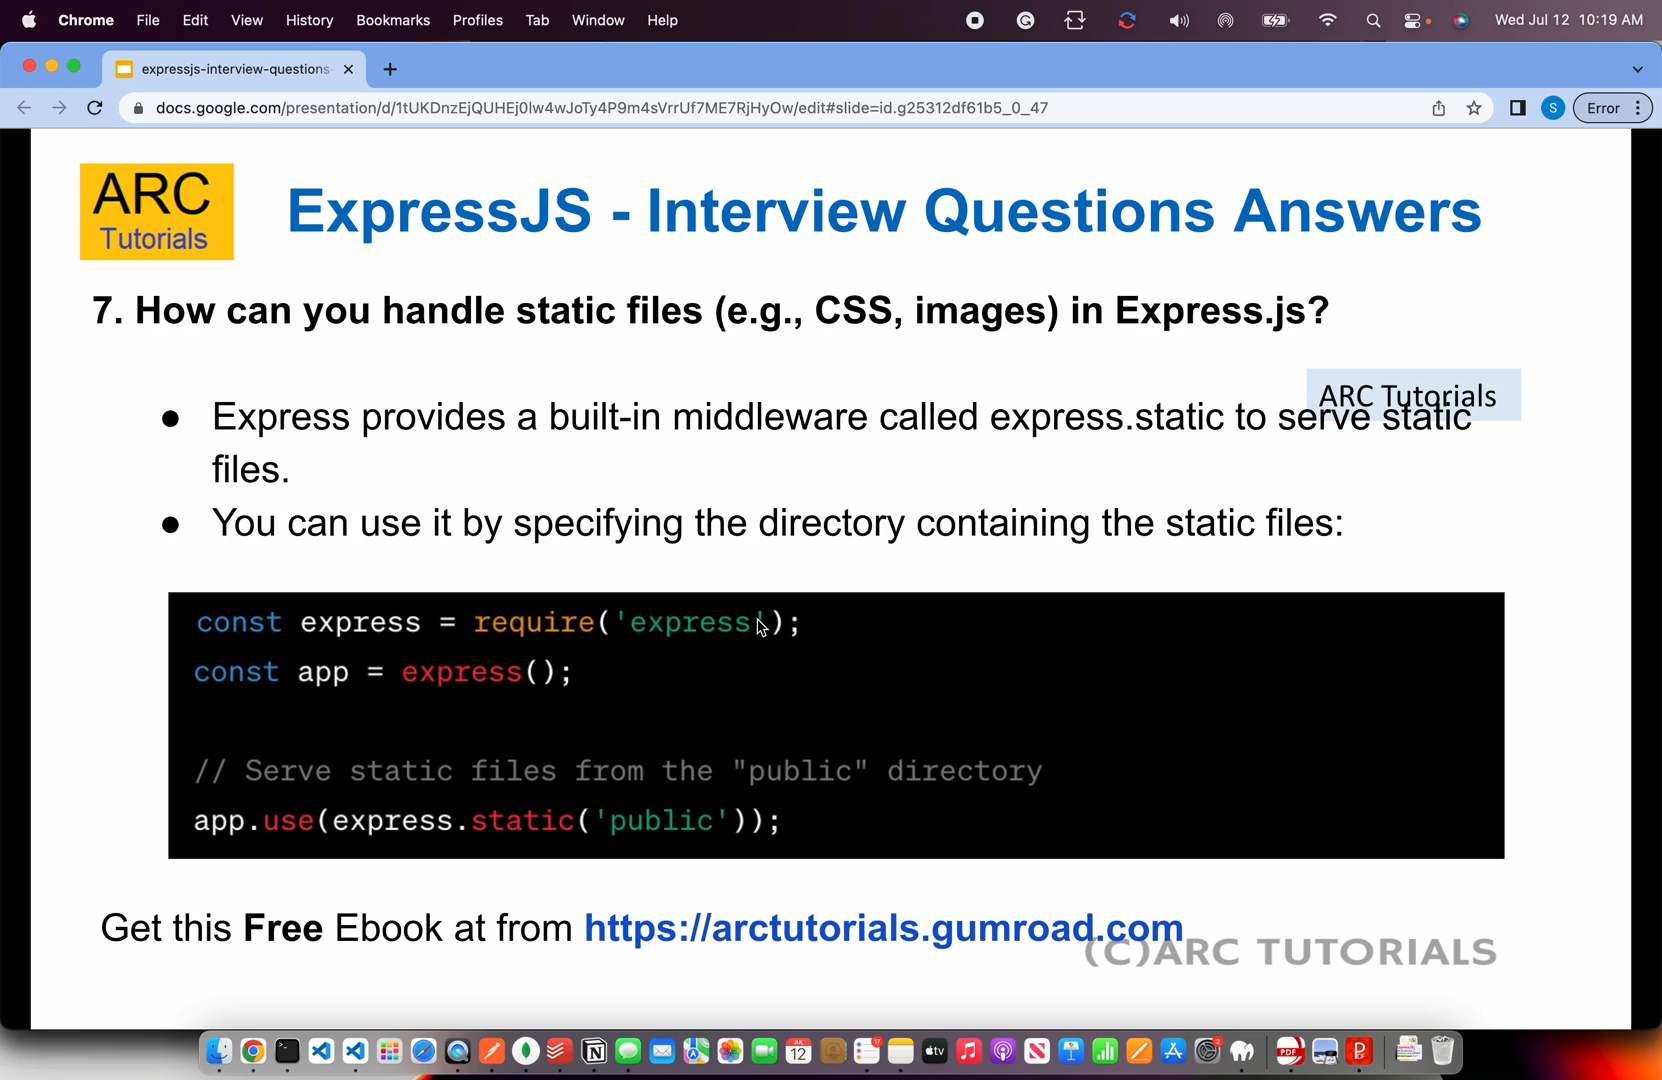 Chrome File Edit View History Bookmarks Profiles Tab Window Help Wed Jul 12 10:19 AM
expressjs-interview-questions-
docs.google.com/presentation/d/1tUKDnzEjQUHEj0lw4wJoTy4P9m4sVrrUf7ME7RjHyOw/edit#slide=id.g25312df61b5_0_47 S Error
ARC
Tutorials
ExpressJS - Interview Questions Answers
7. How can you handle static files (e.g., CSS, images) in Express.js?
ARC Tutorials
● Express provides a built-in middleware called express.static to serve static
files.
● You can use it by specifying the directory containing the static files:
const express = require('express');
const app = express();
// Serve static files from the "public" directory
app.use(express.static('public'));
Get this Free Ebook at from https://arctutorials.gumroad.com
(C)ARC TUTORIALS